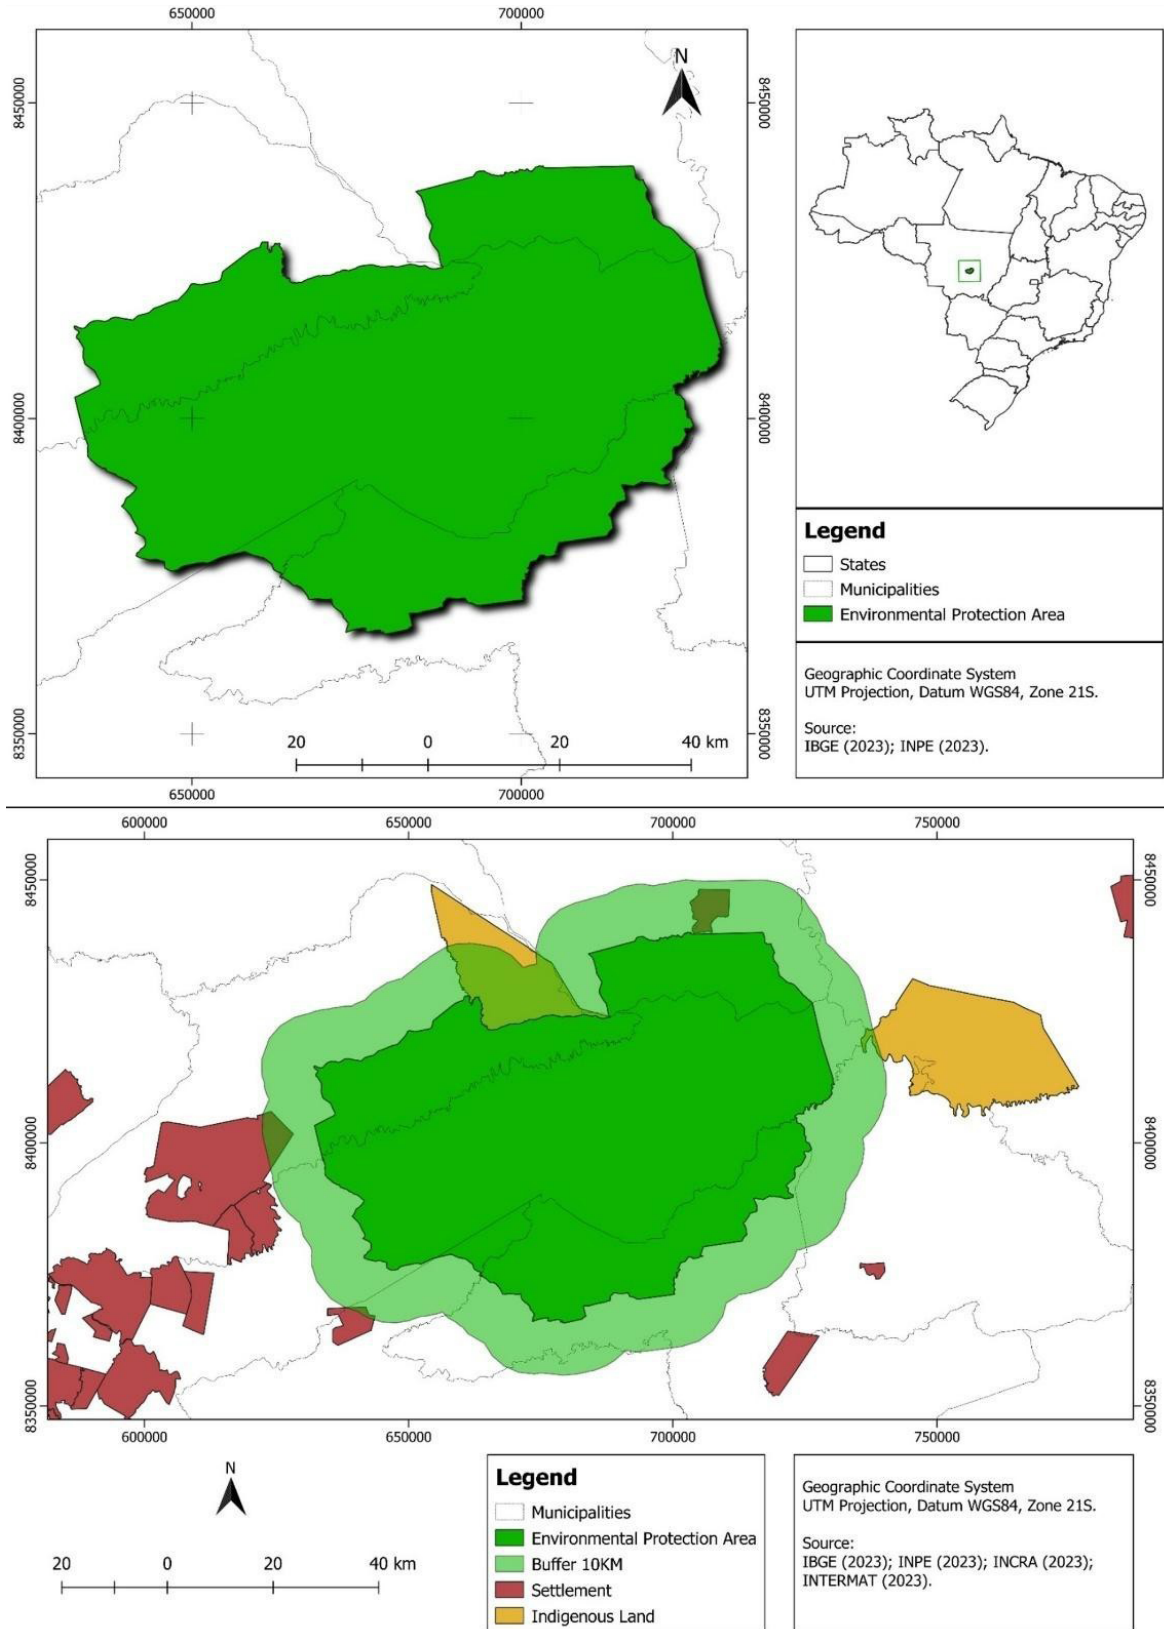 650000 700000
N
8450000 8450000
8400000 8400000
8350000 8350000
20 0 20 40 km
650000 700000
Legend
States
Municipalities
Environmental Protection Area
Geographic Coordinate System
UTM Projection, Datum WGS84, Zone 21S.
Source:
IBGE (2023); INPE (2023).
600000 650000 700000 750000
8450000 8450000
8400000 8400000
8350000 8350000
600000 650000 700000 750000
N
20 0 20 40 km
Legend
Municipalities
Environmental Protection Area
Buffer 10KM
Settlement
Indigenous Land
Geographic Coordinate System
UTM Projection, Datum WGS84, Zone 21S.
Source:
IBGE (2023); INPE (2023); INCRA (2023);
INTERMAT (2023).